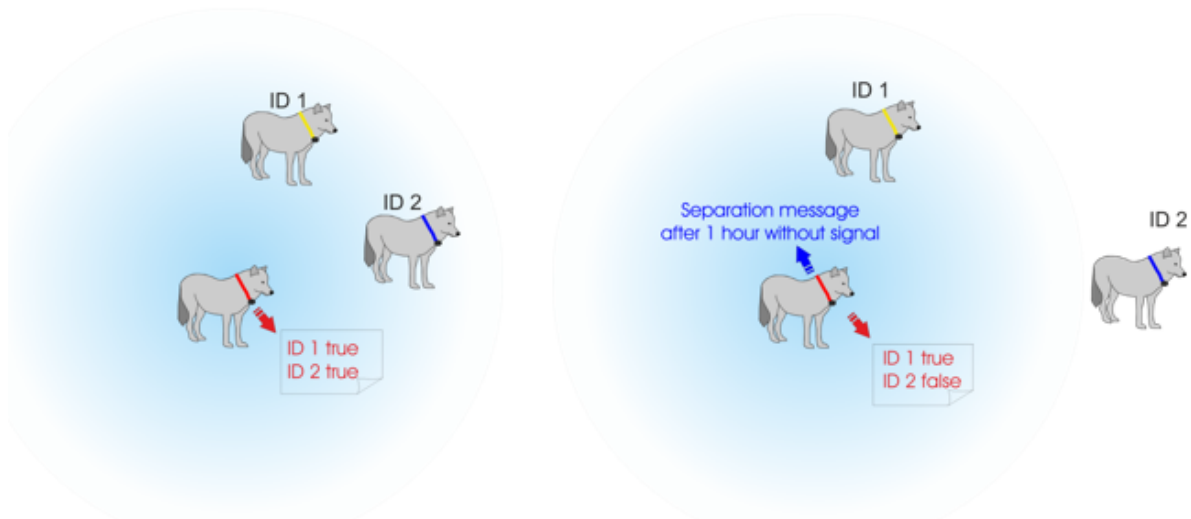 ID 1
ID 2
ID 1 true
ID 2 true
ID 1
Separation message
after 1 hour without signal
ID 2
ID 1 true
ID 2 false